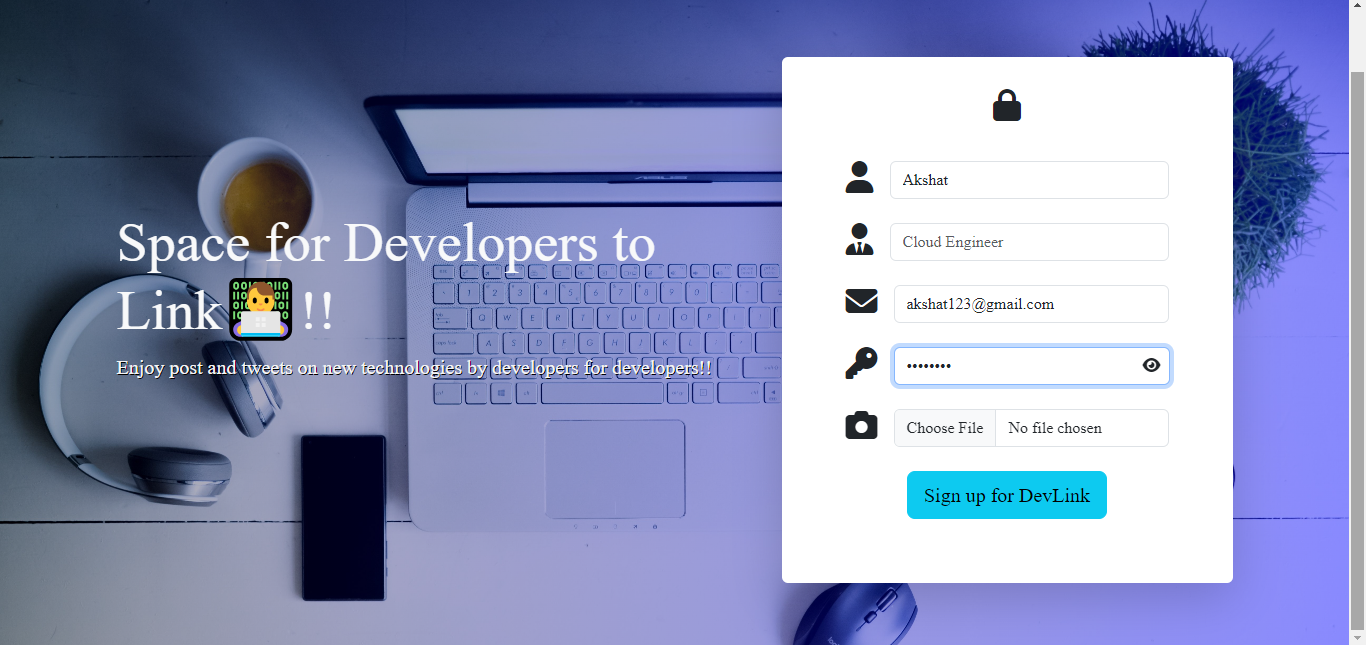 Space for Developers to
Link 👨‍💻 !!
Enjoy post and tweets on new technologies by developers for developers!!
Akshat
Cloud Engineer
akshat123@gmail.com
••••••••
Choose File No file chosen
Sign up for DevLink